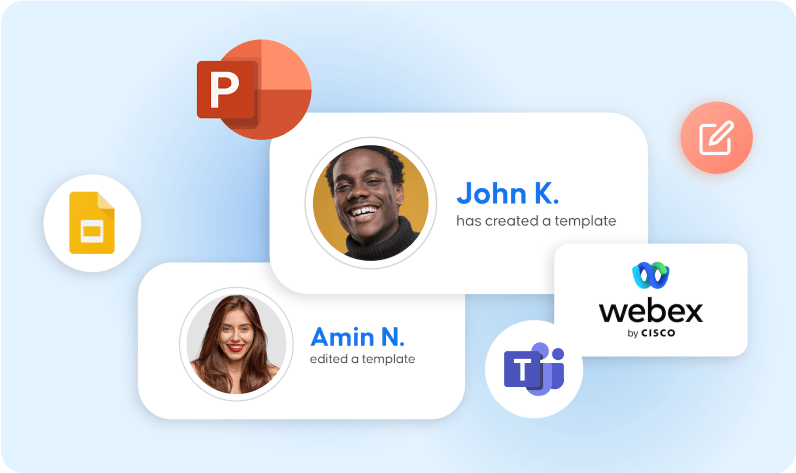 P
John K.
has created a template
webex
by CISCO
Amin N.
edited a template
T